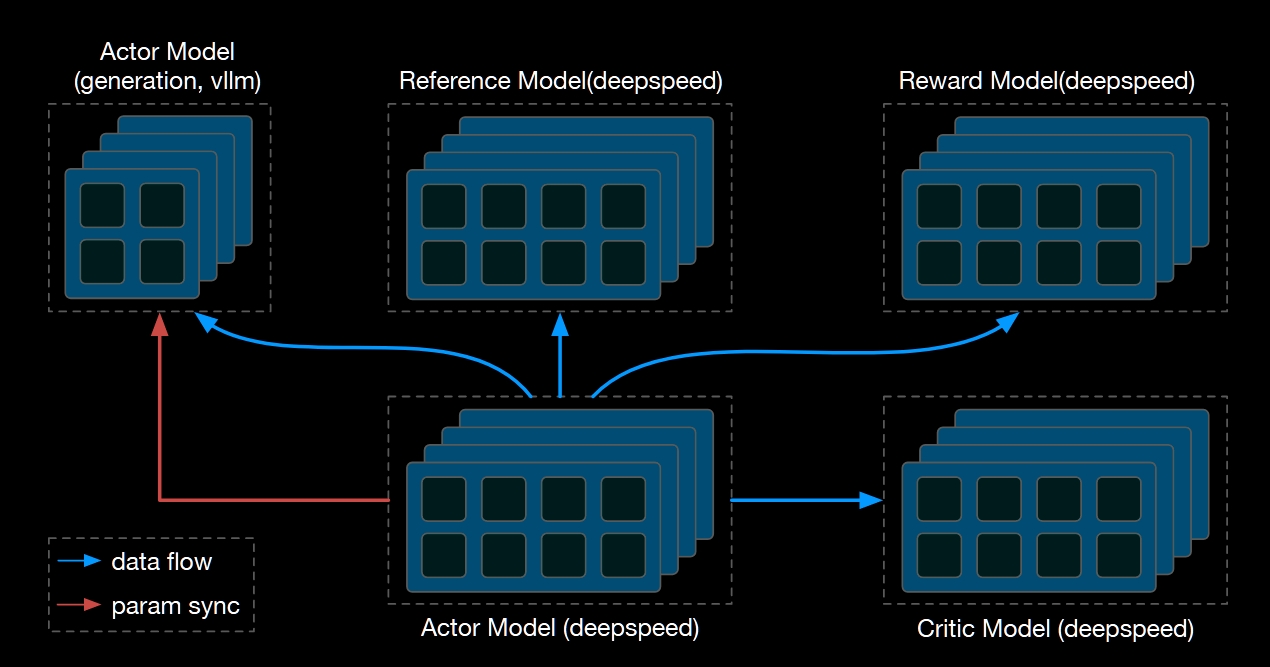 Actor Model
(generation, vllm)
Reference Model(deepspeed)
Reward Model(deepspeed)
data flow
param sync
Actor Model (deepspeed)
Critic Model (deepspeed)